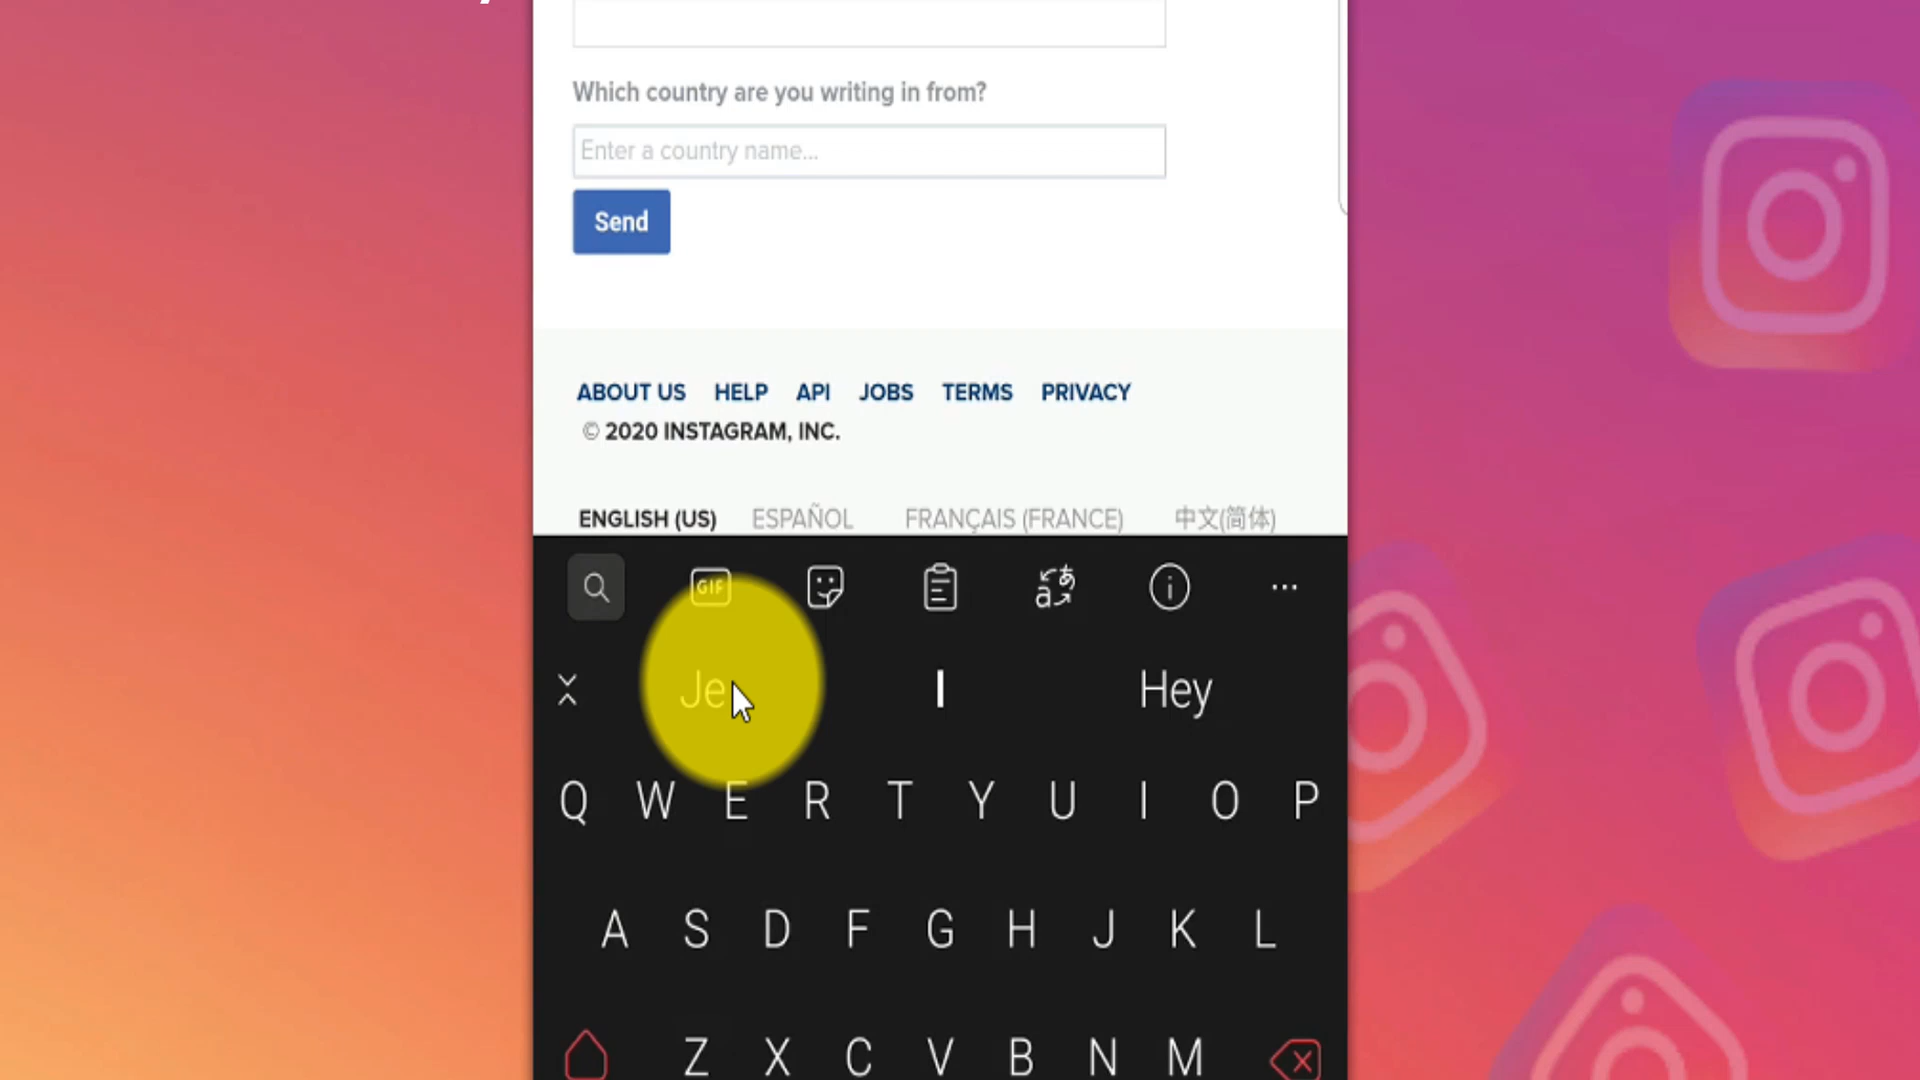 Which country are you writing in from?
Enter a country name...
Send
ABOUT US HELP API JOBS TERMS PRIVACY
© 2020 INSTAGRAM, INC.
ENGLISH (US) ESPAÑOL FRANÇAIS (FRANCE) 中文(简体)
GIF
Je I Hey
Q W E R T Y U I O P
A S D F G H J K L
Z X C V B N M